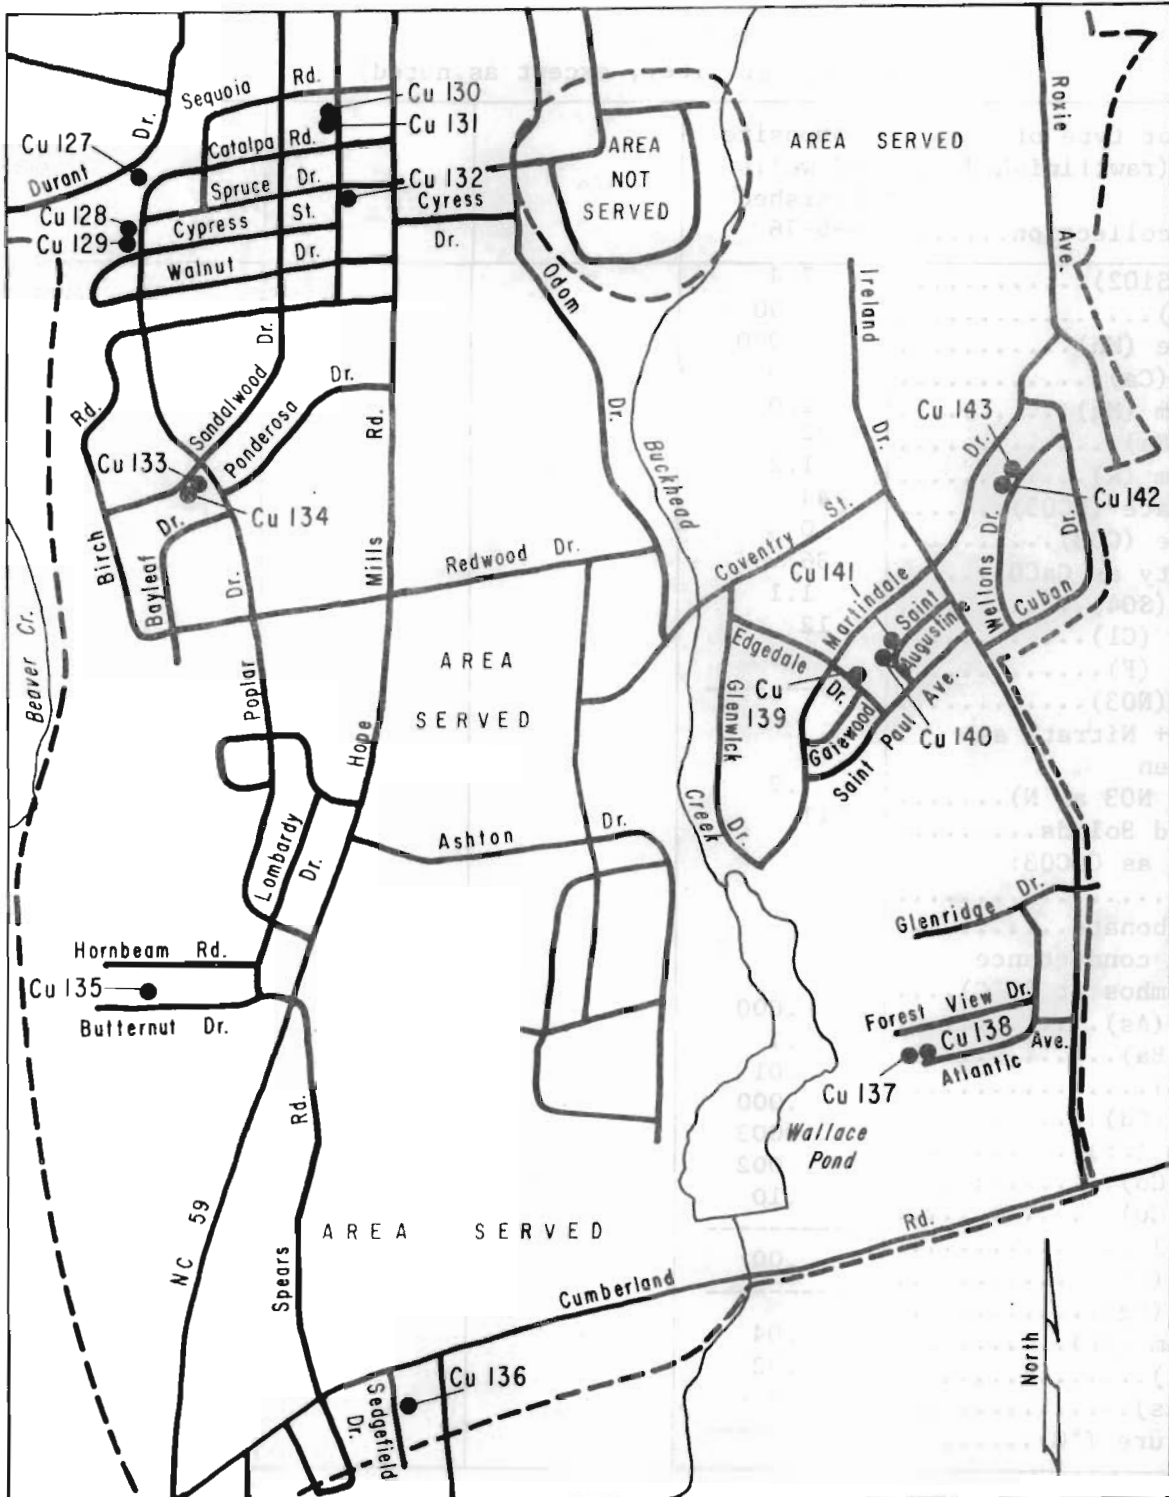 Sequoia Rd.
Cu 130
Cu 131
Cu 127
Durant Dr.
Catalpa Rd.
Spruce Dr.
Cu 132
Cypress Dr.
Cu 128
Cu 129
Cypress St.
Walnut Dr.
AREA
NOT
SERVED
AREA SERVED
Roxie Ave.
Odom Dr.
Ireland Dr.
Birch Rd.
Sandalwood Dr.
Ponderosa Dr.
Cu 133
Cu 134
Bayleaf Dr.
Poplar Dr.
Hope Mills Rd.
Redwood Dr.
Buckhead Creek
Coventry St.
Cu 143
Cu 142
Wellons Dr.
Cuban Dr.
Cu 141
Martindale Dr.
Saint Augustine
Edgedale
Cu
139
Cu 140
Gatewood
Saint Paul Ave.
Glenwick Dr.
Beaver Cr.
AREA
SERVED
Lombardy Dr.
Ashton Dr.
Hornbeam Rd.
Cu 135
Butternut Dr.
Glenridge Dr.
Forest View Dr.
Cu 138
Atlantic Ave.
Cu 137
Wallace
Pond
NC 59
Spears Rd.
AREA SERVED
Cumberland Rd.
Cu 136
Sedgefield Dr.
North